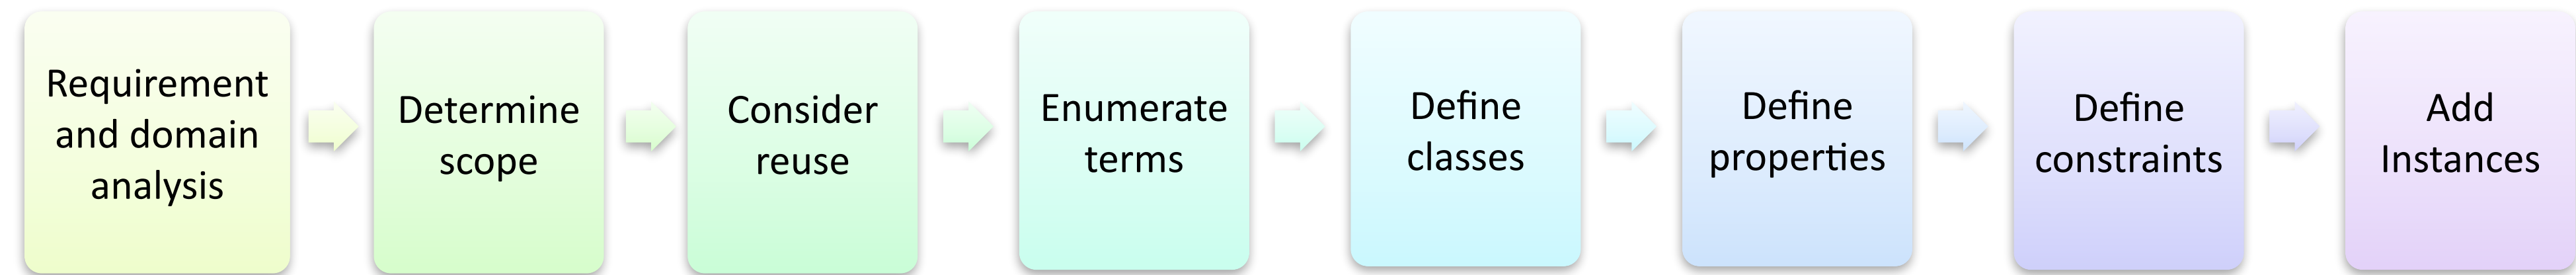 Requirement
and domain
analysis
Determine
scope
Consider
reuse
Enumerate
terms
Define
classes
Define
properties
Define
constraints
Add
Instances